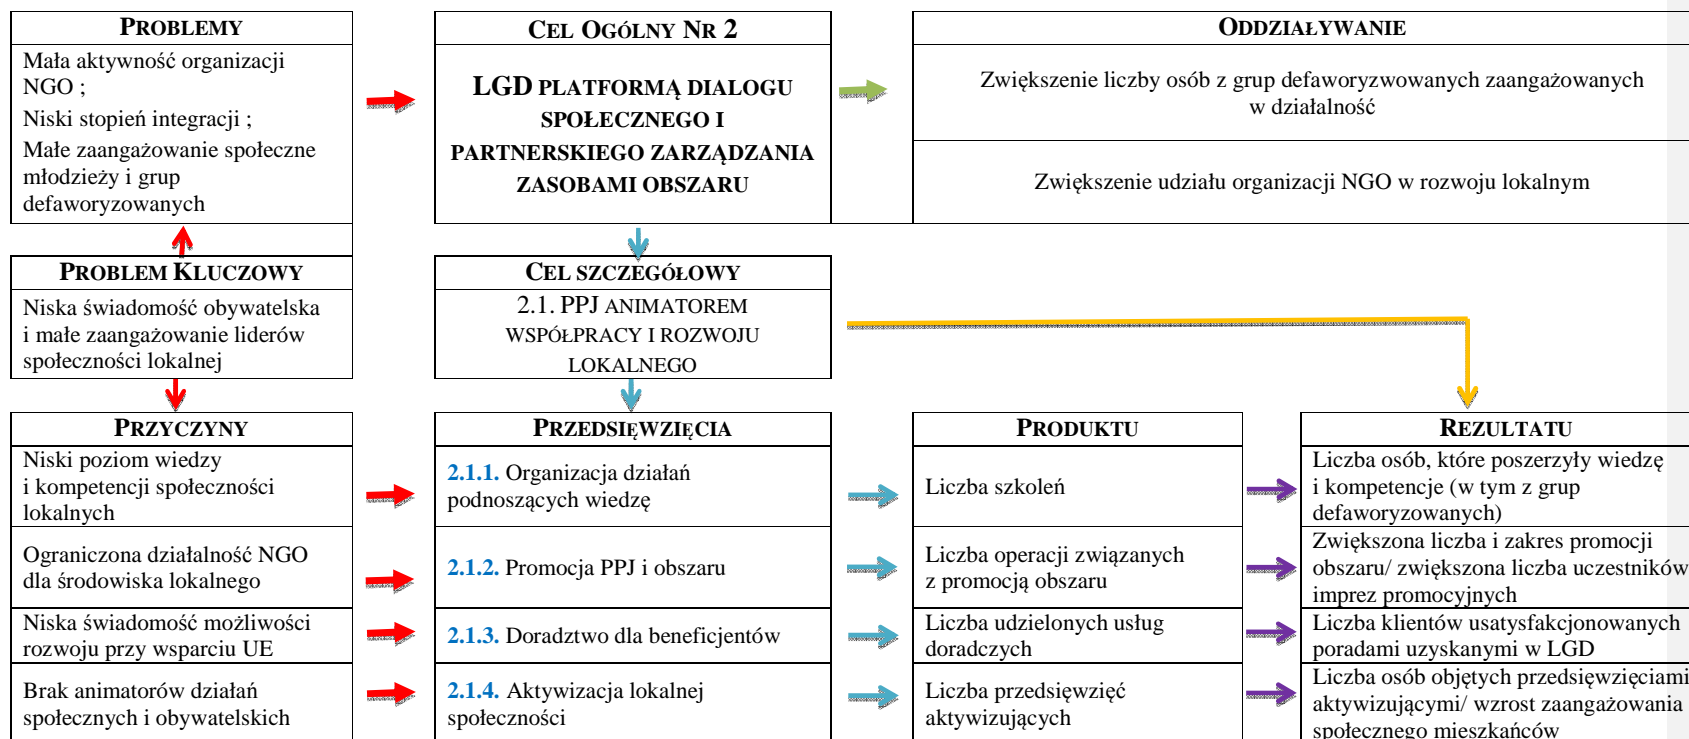 PROBLEMY
Mała aktywność organizacji
NGO ;
Niski stopień integracji ;
Małe zaangażowanie społeczne
młodzieży i grup
defaworyzowanych
CEL OGÓLNY NR 2
LGD PLATFORMĄ DIALOGU
SPOŁECZNEGO I
PARTNERSKIEGO ZARZĄDZANIA
ZASOBAMI OBSZARU
ODDZIAŁYWANIE
Zwiększenie liczby osób z grup defaworyzwowanych zaangażowanych
w działalność
Zwiększenie udziału organizacji NGO w rozwoju lokalnym
PROBLEM KLUCZOWY
Niska świadomość obywatelska
i małe zaangażowanie liderów
społeczności lokalnej
CEL SZCZEGÓŁOWY
2.1. PPJ ANIMATOREM
WSPÓŁPRACY I ROZWOJU
LOKALNEGO
PRZYCZYNY
PRZEDSIĘWZIĘCIA
PRODUKTU
REZULTATU
Niski poziom wiedzy
i kompetencji społeczności
lokalnych
2.1.1. Organizacja działań
podnoszących wiedzę
Liczba szkoleń
Liczba osób, które poszerzyły wiedzę
i kompetencje (w tym z grup
defaworyzowanych)
Ograniczona działalność NGO
dla środowiska lokalnego
2.1.2. Promocja PPJ i obszaru
Liczba operacji związanych
z promocją obszaru
Zwiększona liczba i zakres promocji
obszaru/ zwiększona liczba uczestników
imprez promocyjnych
Niska świadomość możliwości
rozwoju przy wsparciu UE
2.1.3. Doradztwo dla beneficjentów
Liczba udzielonych usług
doradczych
Liczba klientów usatysfakcjonowanych
poradami uzyskanymi w LGD
Brak animatorów działań
społecznych i obywatelskich
2.1.4. Aktywizacja lokalnej
społeczności
Liczba przedsięwzięć
aktywizujących
Liczba osób objętych przedsięwzięciami
aktywizującymi/ wzrost zaangażowania
społecznego mieszkańców